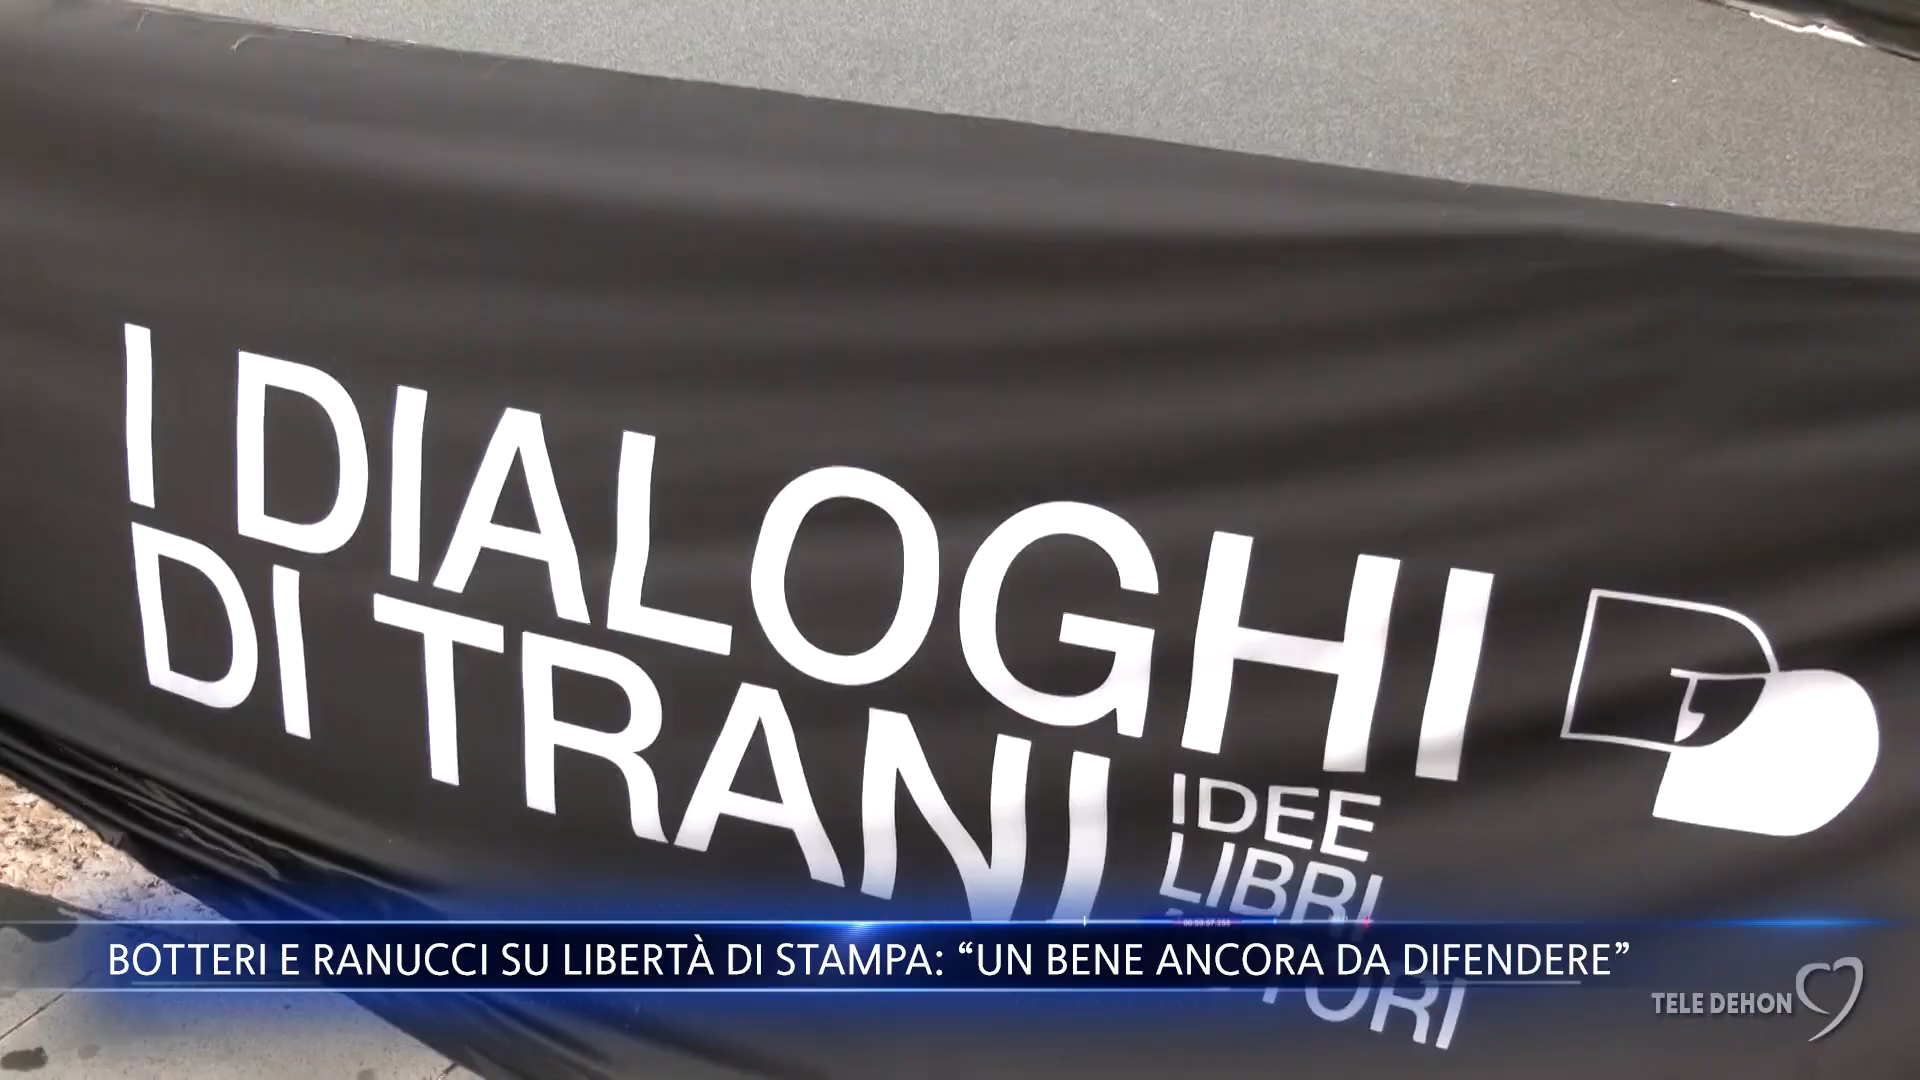 I DIALOGHI
DI TRANI
IDEE
LIBRI
BOTTERI E RANUCCI SU LIBERTÀ DI STAMPA: “UN BENE ANCORA DA DIFENDERE”
TELE DEHON